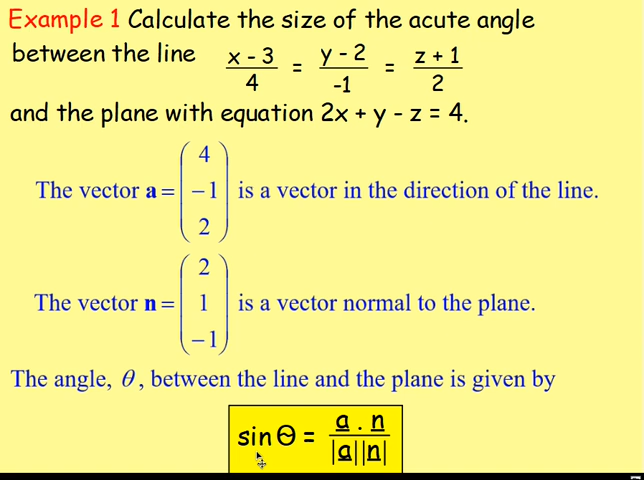 Example 1 Calculate the size of the acute angle
between the line x - 3 / 4 = y - 2 / -1 = z + 1 / 2
and the plane with equation 2x + y - z = 4.
The vector a = ( 4 −1 2 ) is a vector in the direction of the line.
The vector n = ( 2 1 −1 ) is a vector normal to the plane.
The angle, θ, between the line and the plane is given by
sin Θ = a . n / |a||n|